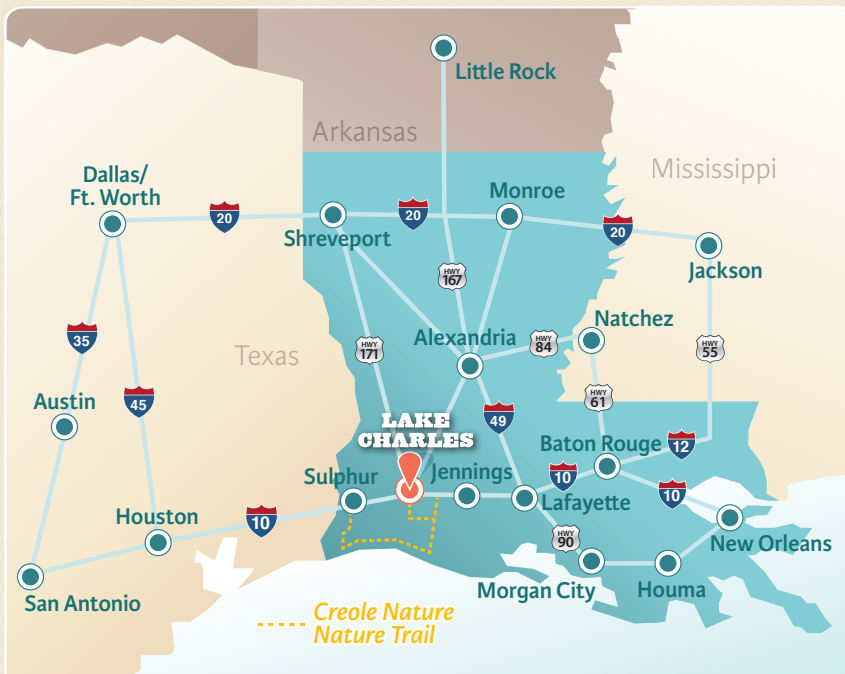 Little Rock
Arkansas
Mississippi
Dallas/
Ft. Worth
Monroe
20
20
20
Shreveport
Jackson
HWY
167
Natchez
Alexandria
HWY
84
35
HWY
171
HWY
55
Texas
Austin
45
HWY
61
LAKE
CHARLES
49
Baton Rouge
12
Sulphur
Jennings
10
10
Lafayette
Houston
10
HWY
90
New Orleans
San Antonio
Morgan City
Houma
Creole Nature
Nature Trail